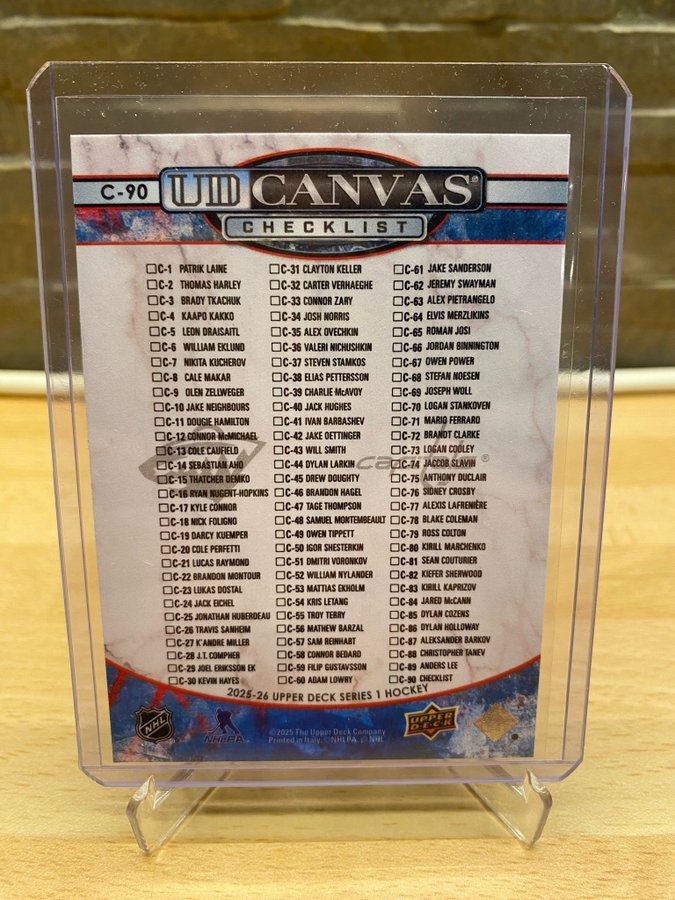 C-90
UD CANVAS®
CHECKLIST
C-1 PATRIK LAINE
C-2 THOMAS HARLEY
C-3 BRADY TKACHUK
C-4 KAAPO KAKKO
C-5 LEON DRAISAITL
C-6 WILLIAM EKLUND
C-7 NIKITA KUCHEROV
C-8 CALE MAKAR
C-9 OLEN ZELLWEGER
C-10 JAKE NEIGHBOURS
C-11 DOUGIE HAMILTON
C-12 CONNOR McMICHAEL
C-13 COLE CAUFIELD
C-14 SEBASTIAN AHO
C-15 THATCHER DEMKO
C-16 RYAN NUGENT-HOPKINS
C-17 KYLE CONNOR
C-18 NICK FOLIGNO
C-19 DARCY KUEMPER
C-20 COLE PERFETTI
C-21 LUCAS RAYMOND
C-22 BRANDON MONTOUR
C-23 LUKAS DOSTAL
C-24 JACK EICHEL
C-25 JONATHAN HUBERDEAU
C-26 TRAVIS SANHEIM
C-27 K'ANDRE MILLER
C-28 J.T. COMPHER
C-29 JOEL ERIKSSON EK
C-30 KEVIN HAYES
C-31 CLAYTON KELLER
C-32 CARTER VERHAEGHE
C-33 CONNOR ZARY
C-34 JOSH NORRIS
C-35 ALEX OVECHKIN
C-36 VALERI NICHUSHKIN
C-37 STEVEN STAMKOS
C-38 ELIAS PETTERSSON
C-39 CHARLIE McAVOY
C-40 JACK HUGHES
C-41 IVAN BARBASHEV
C-42 JAKE OETTINGER
C-43 WILL SMITH
C-44 DYLAN LARKIN
C-45 DREW DOUGHTY
C-46 BRANDON HAGEL
C-47 TAGE THOMPSON
C-48 SAMUEL MONTEMBEAULT
C-49 OWEN TIPPETT
C-50 IGOR SHESTERKIN
C-51 DMITRI VORONKOV
C-52 WILLIAM NYLANDER
C-53 MATTIAS EKHOLM
C-54 KRIS LETANG
C-55 TROY TERRY
C-56 MATHEW BARZAL
C-57 SAM REINHART
C-58 CONNOR BEDARD
C-59 FILIP GUSTAVSSON
C-60 ADAM LOWRY
C-61 JAKE SANDERSON
C-62 JEREMY SWAYMAN
C-63 ALEX PIETRANGELO
C-64 ELVIS MERZLIKINS
C-65 ROMAN JOSI
C-66 JORDAN BINNINGTON
C-67 OWEN POWER
C-68 STEFAN NOESEN
C-69 JOSEPH WOLL
C-70 LOGAN STANKOVEN
C-71 MARIO FERRARO
C-72 BRANDT CLARKE
C-73 LOGAN COOLEY
C-74 JACCOB SLAVIN
C-75 ANTHONY DUCLAIR
C-76 SIDNEY CROSBY
C-77 ALEXIS LAFRENIÈRE
C-78 BLAKE COLEMAN
C-79 ROSS COLTON
C-80 KIRILL MARCHENKO
C-81 SEAN COUTURIER
C-82 KIEFER SHERWOOD
C-83 KIRILL KAPRIZOV
C-84 JARED McCANN
C-85 DYLAN COZENS
C-86 DYLAN HOLLOWAY
C-87 ALEKSANDER BARKOV
C-88 CHRISTOPHER TANEV
C-89 ANDERS LEE
C-90 CHECKLIST
2025-26 UPPER DECK SERIES 1 HOCKEY
NHL
NHLPA
©2025 The Upper Deck Company
Printed in Italy. ©NHLPA. © NHL
UPPER DECK